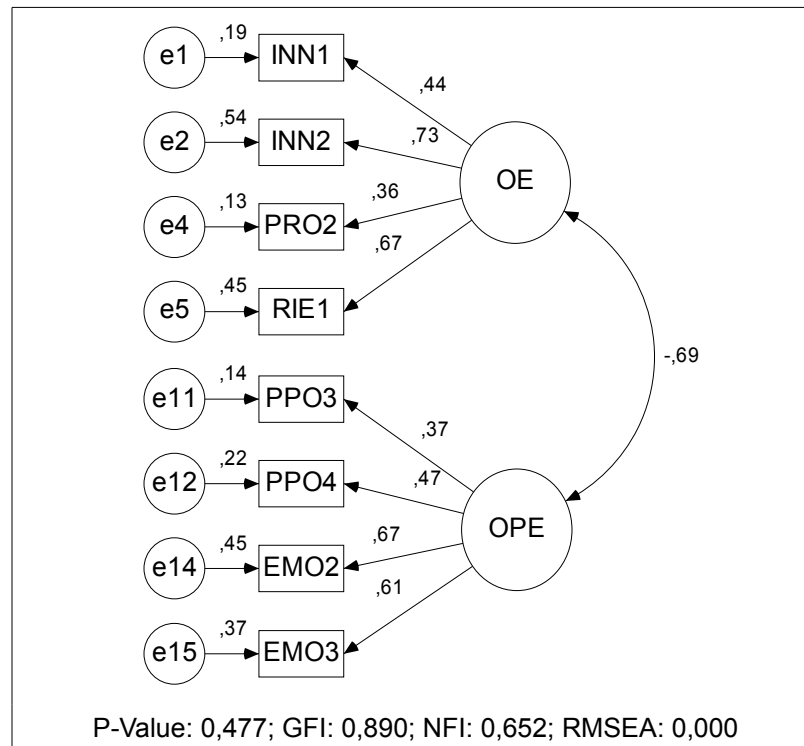 ,19
e1 INN1
,44
,54
e2 INN2
,73
OE
,13
e4 PRO2
,36
,45
e5 RIE1
,67
-,69
,14
e11 PPO3
,37
,22
e12 PPO4
,47
OPE
,45
e14 EMO2
,67
,37
e15 EMO3
,61
P-Value: 0,477; GFI: 0,890; NFI: 0,652; RMSEA: 0,000